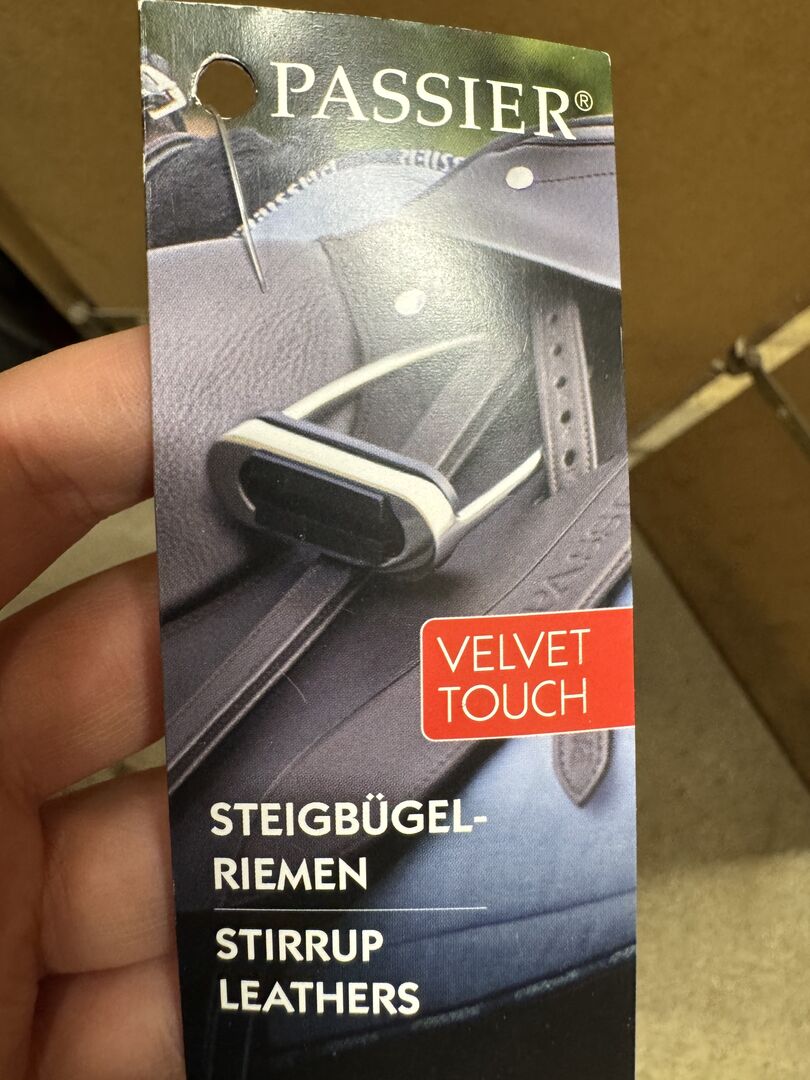 PASSIER®
VELVET
TOUCH
STEIGBÜGEL-
RIEMEN
STIRRUP
LEATHERS